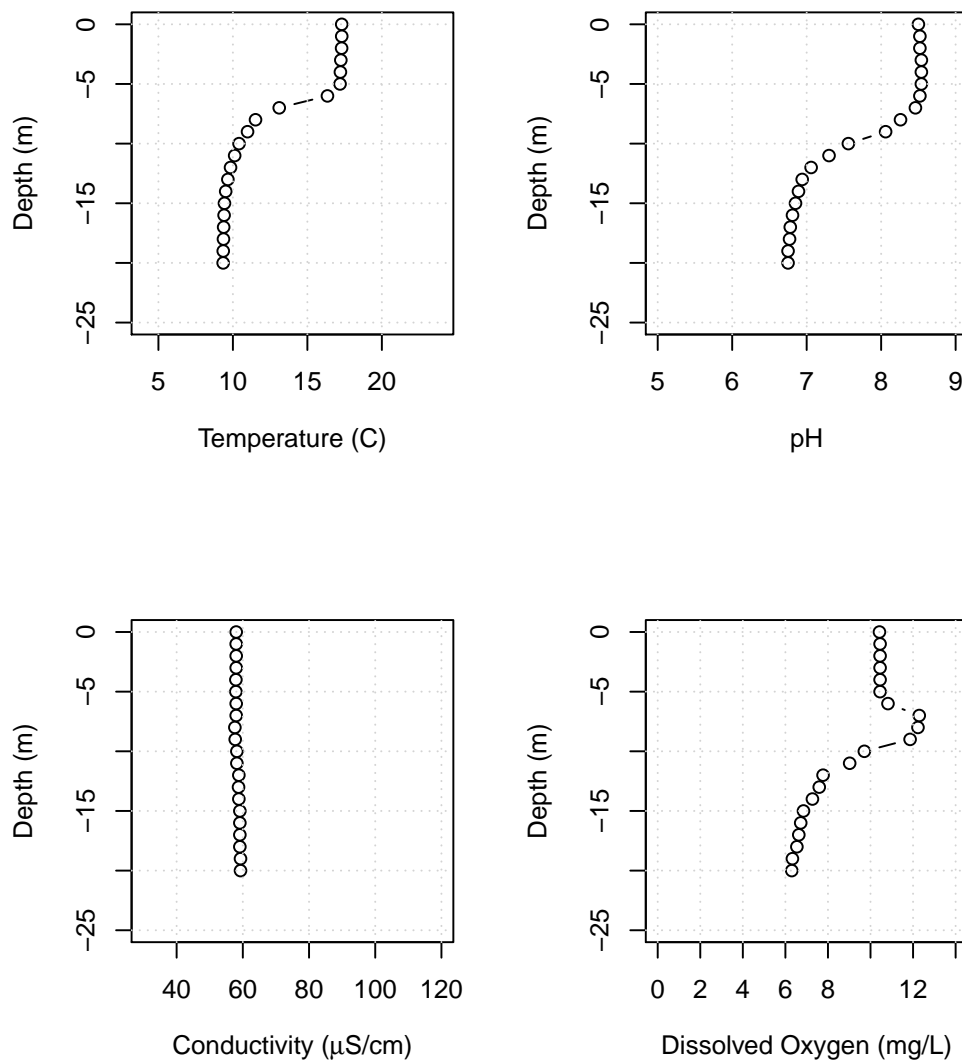 0
−5
−15
−25
Depth (m)
5 10 15 20
Temperature (C)
0
−5
−15
−25
Depth (m)
5 6 7 8 9
pH
0
−5
−15
−25
Depth (m)
40 60 80 100 120
Conductivity (μS/cm)
0
−5
−15
−25
Depth (m)
0 2 4 6 8 12
Dissolved Oxygen (mg/L)